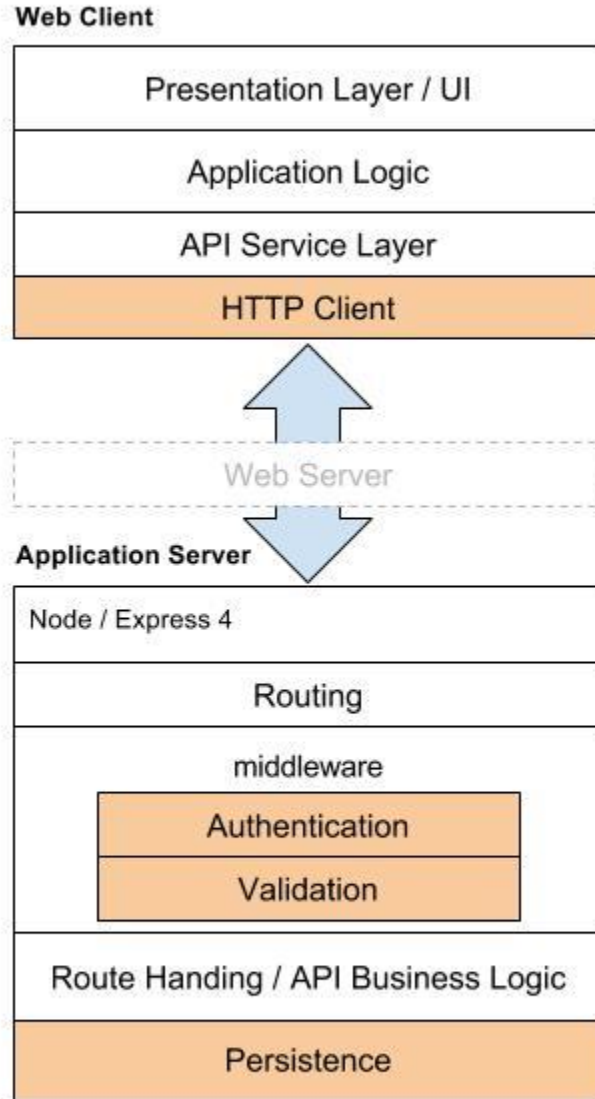 Web Client
Presentation Layer / UI
Application Logic
API Service Layer
HTTP Client
Web Server
Application Server
Node / Express 4
Routing
middleware
Authentication
Validation
Route Handing / API Business Logic
Persistence